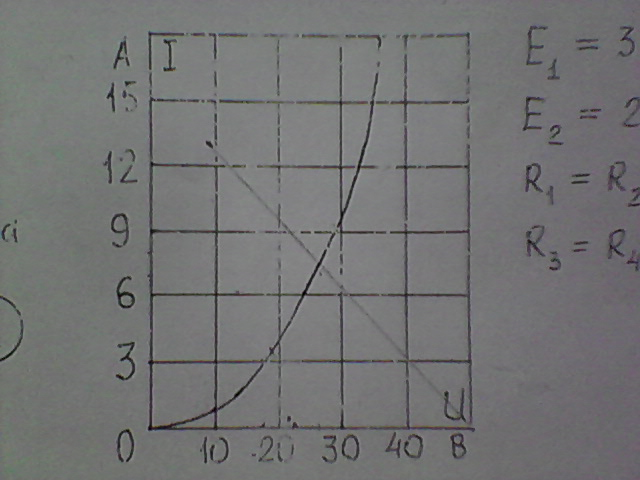 A I
15
12
9
6
3
0 10 20 30 40 В
U
E₁ = 3
E₂ = 2
R₁ = R₂
R₃ = R₄